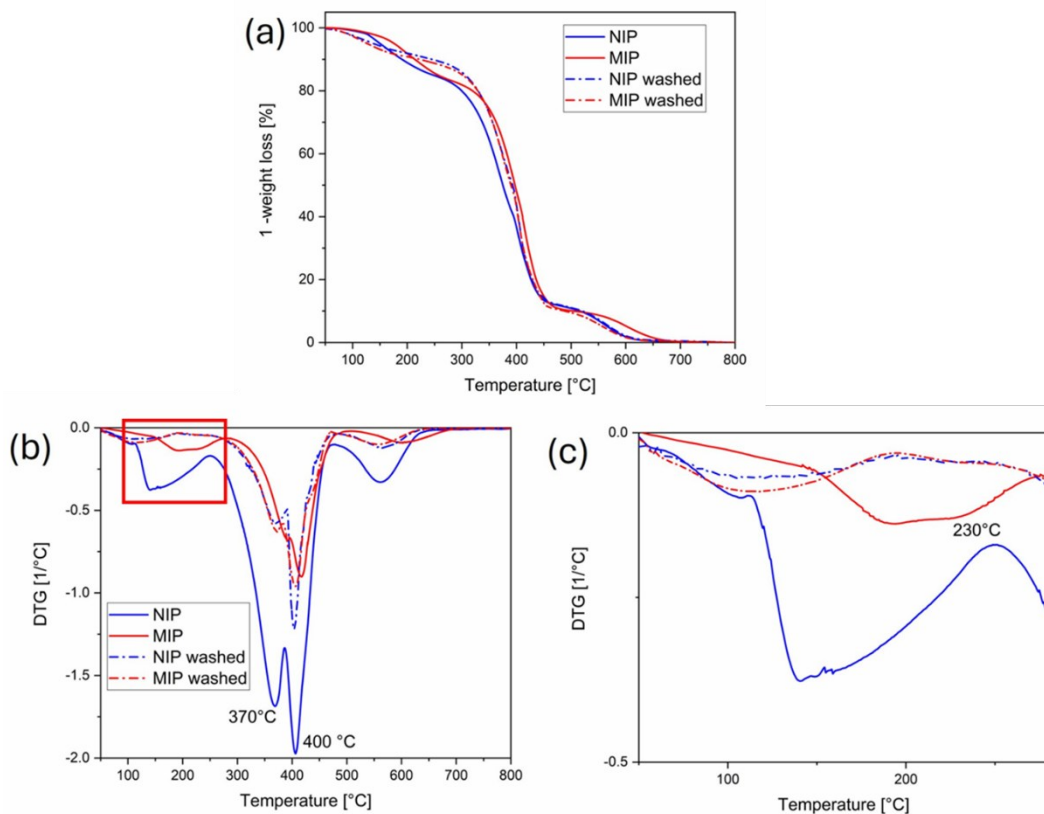 (a)
NIP
MIP
NIP washed
MIP washed
100
80
60
40
20
0
1 -weight loss [%]
100 200 300 400 500 600 700 800
Temperature [°C]
(b)
0.0
-0.5
-1.0
-1.5
-2.0
DTG [1/°C]
NIP
MIP
NIP washed
MIP washed
370°C
400 °C
100 200 300 400 500 600 700 800
Temperature [°C]
(c)
0.0
-0.5
DTG [1/°C]
230°C
100 200
Temperature [°C]